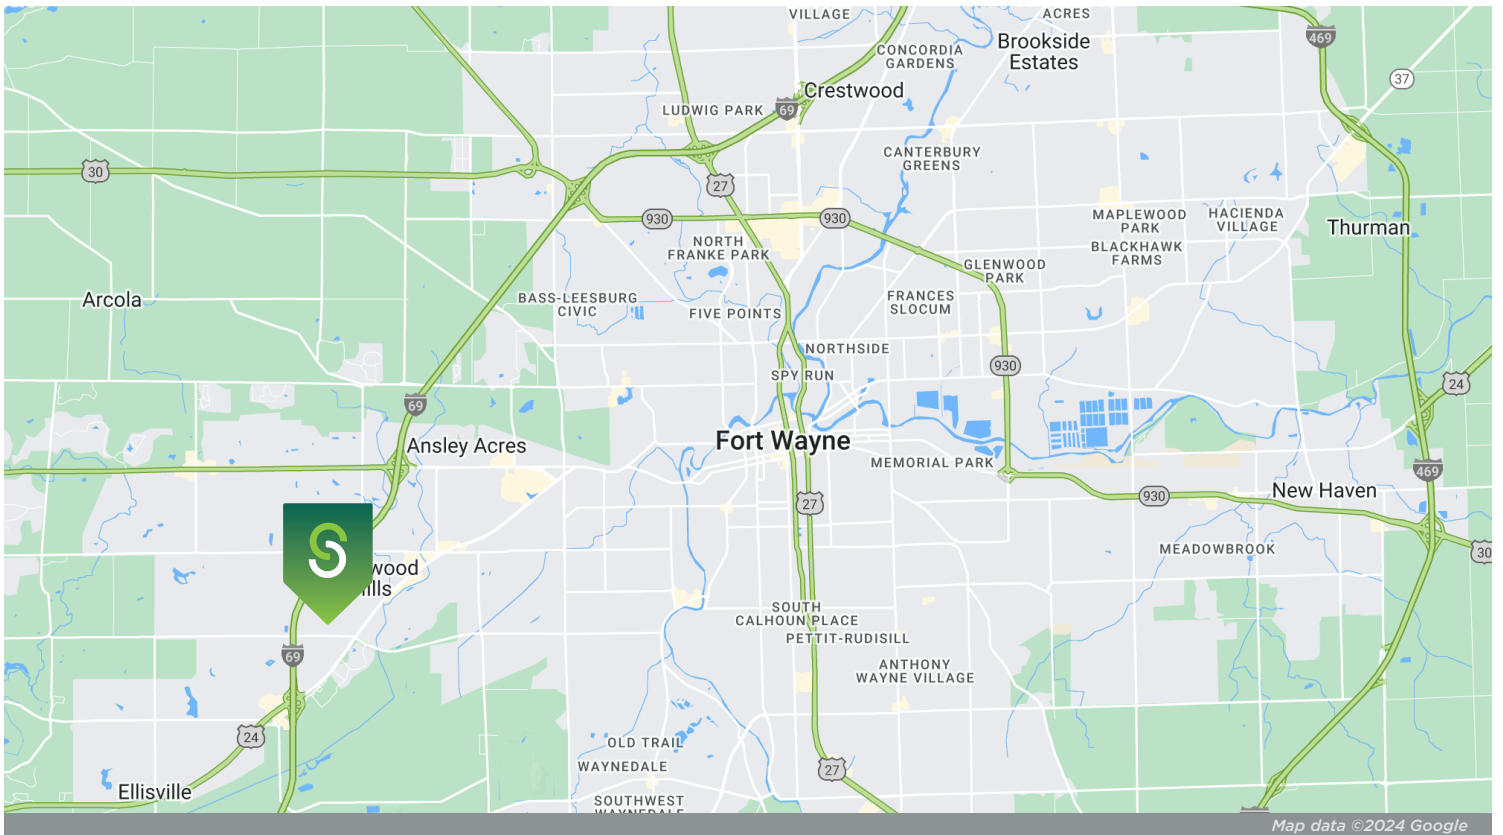 VILLAGE
ACRES
CONCORDIA
GARDENS
Brookside
Estates
469
37
Crestwood
69
LUDWIG PARK
CANTERBURY
GREENS
30
27
930
930
MAPLEWOOD
PARK
HACIENDA
VILLAGE
Thurman
NORTH
FRANKE PARK
BLACKHAWK
FARMS
GLENWOOD
PARK
Arcola
BASS-LEESBURG
CIVIC
FIVE POINTS
FRANCES
SLOCUM
NORTHSIDE
930
SPY RUN
24
69
Fort Wayne
Ansley Acres
MEMORIAL PARK
469
New Haven
930
27
MEADOWBROOK
30
S
wood
ills
SOUTH
CALHOUN PLACE
PETTIT-RUDISILL
69
ANTHONY
WAYNE VILLAGE
24
OLD TRAIL
WAYNEDALE
27
Ellisville
SOUTHWEST
WAYNEDALE
Map data ©2024 Google